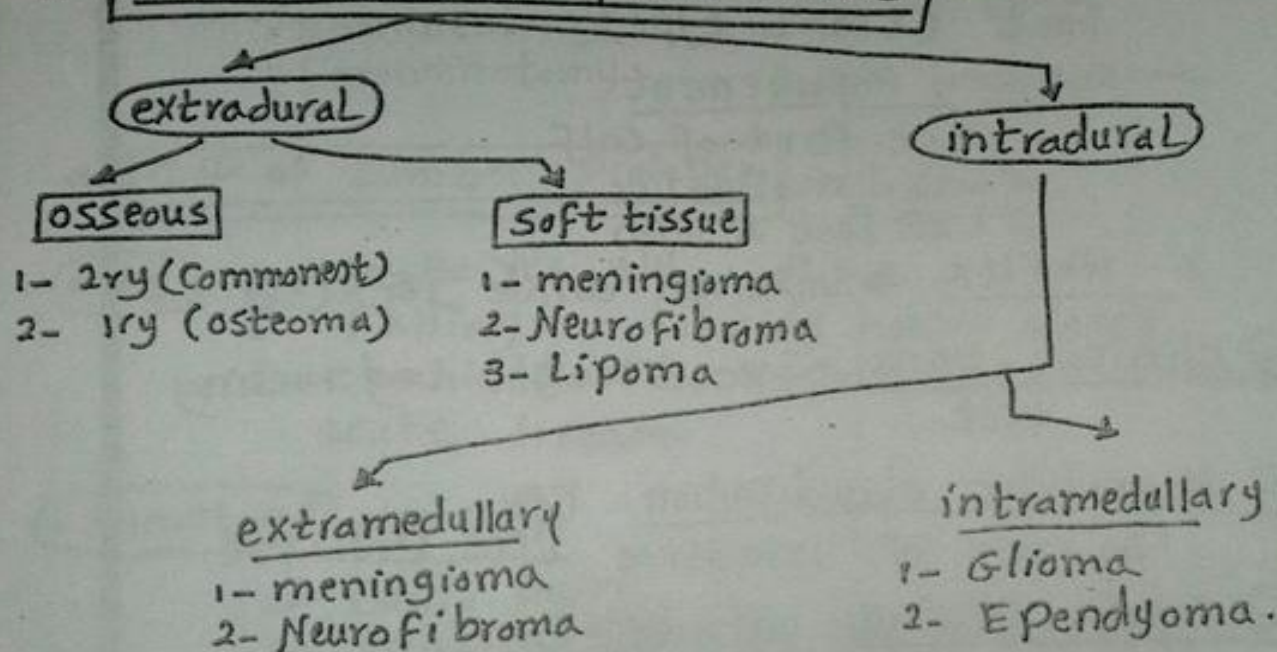 extradural
intradural
osseous
1- 2ry (Commonest)
2- 1ry (osteoma)
soft tissue
1- meningioma
2- Neurofibroma
3- Lipoma
extramedullary
1- meningioma
2- Neurofibroma
intramedullary
1- Glioma
2- Ependyoma.